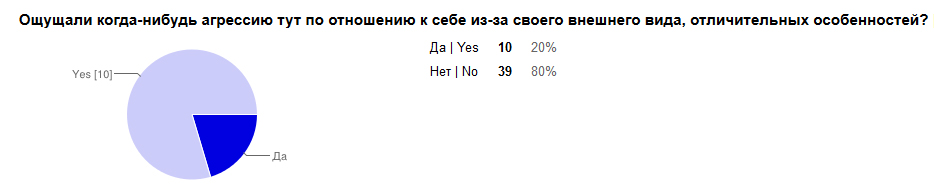 Ощущали когда-нибудь агрессию тут по отношению к себе из-за своего внешнего вида, отличительных особенностей?
Да | Yes 10 20%
Нет | No 39 80%
Yes [10]
Да